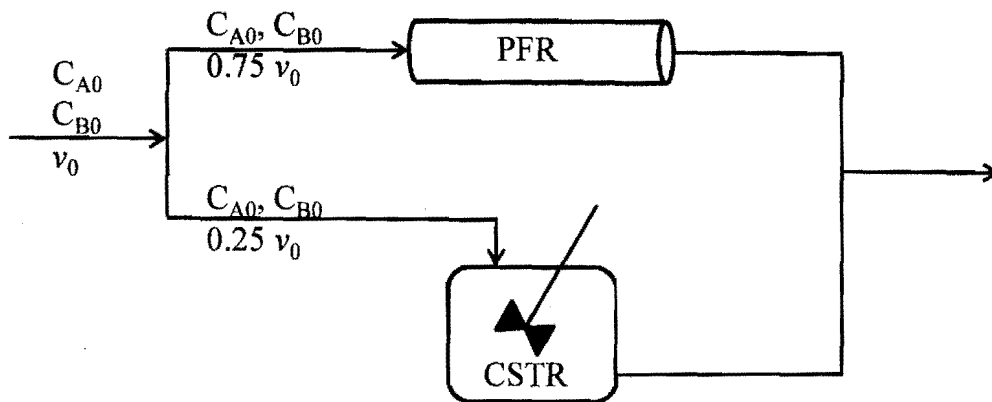 C_A0
C_B0
v_0
C_A0, C_B0
0.75 v_0
PFR
C_A0, C_B0
0.25 v_0
CSTR